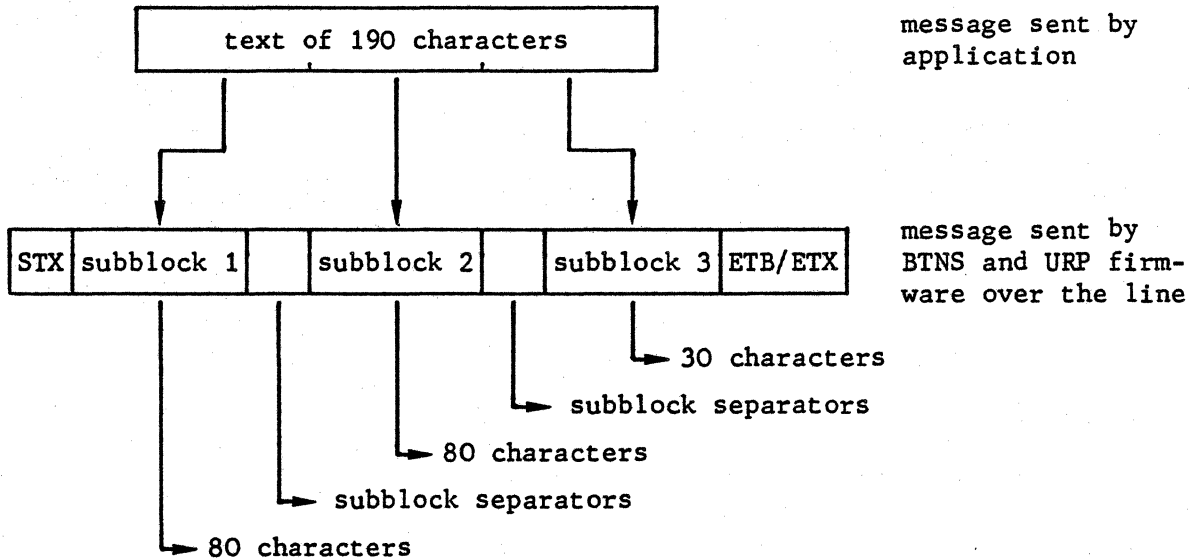 text of 190 characters
message sent by
application
STX subblock 1 subblock 2 subblock 3 ETB/ETX
message sent by
BTNS and URP firm-
ware over the line
30 characters
subblock separators
80 characters
subblock separators
80 characters